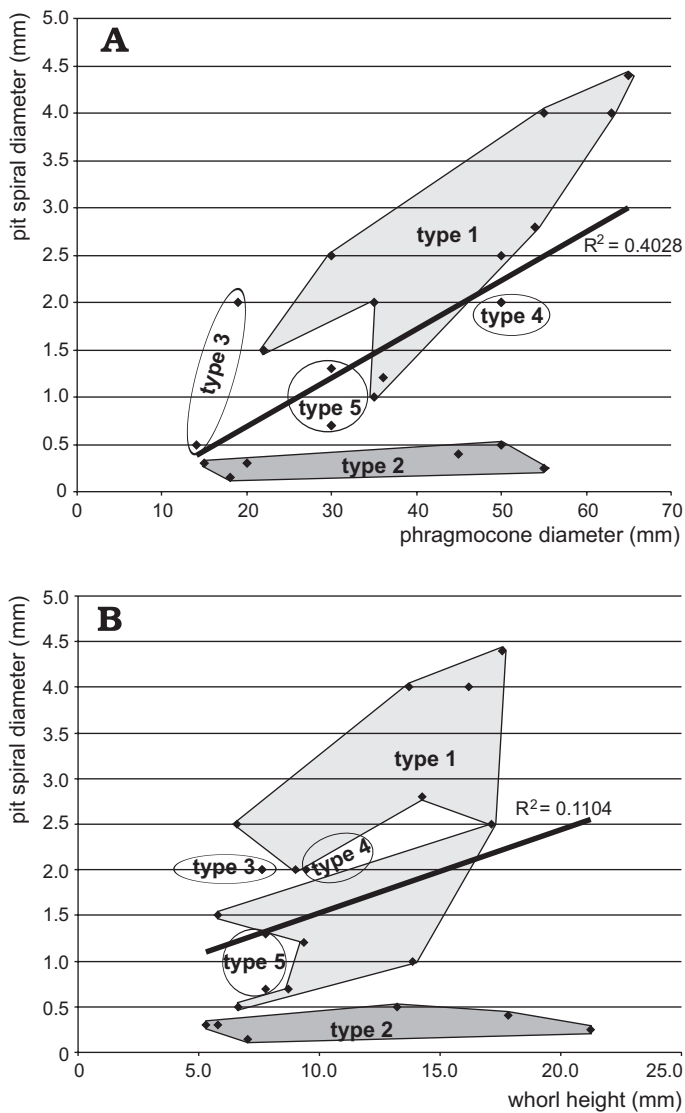 A
pit spiral diameter (mm)
5.0
4.5
4.0
3.5
3.0
2.5
2.0
1.5
1.0
0.5
0
type 1
R² = 0.4028
type 4
type 3
type 5
type 2
0 10 20 30 40 50 60 70
phragmocone diameter (mm)
B
pit spiral diameter (mm)
5.0
4.5
4.0
3.5
3.0
2.5
2.0
1.5
1.0
0.5
0
type 1
R² = 0.1104
type 3
type 4
type 5
type 2
0 5.0 10.0 15.0 20.0 25.0
whorl height (mm)